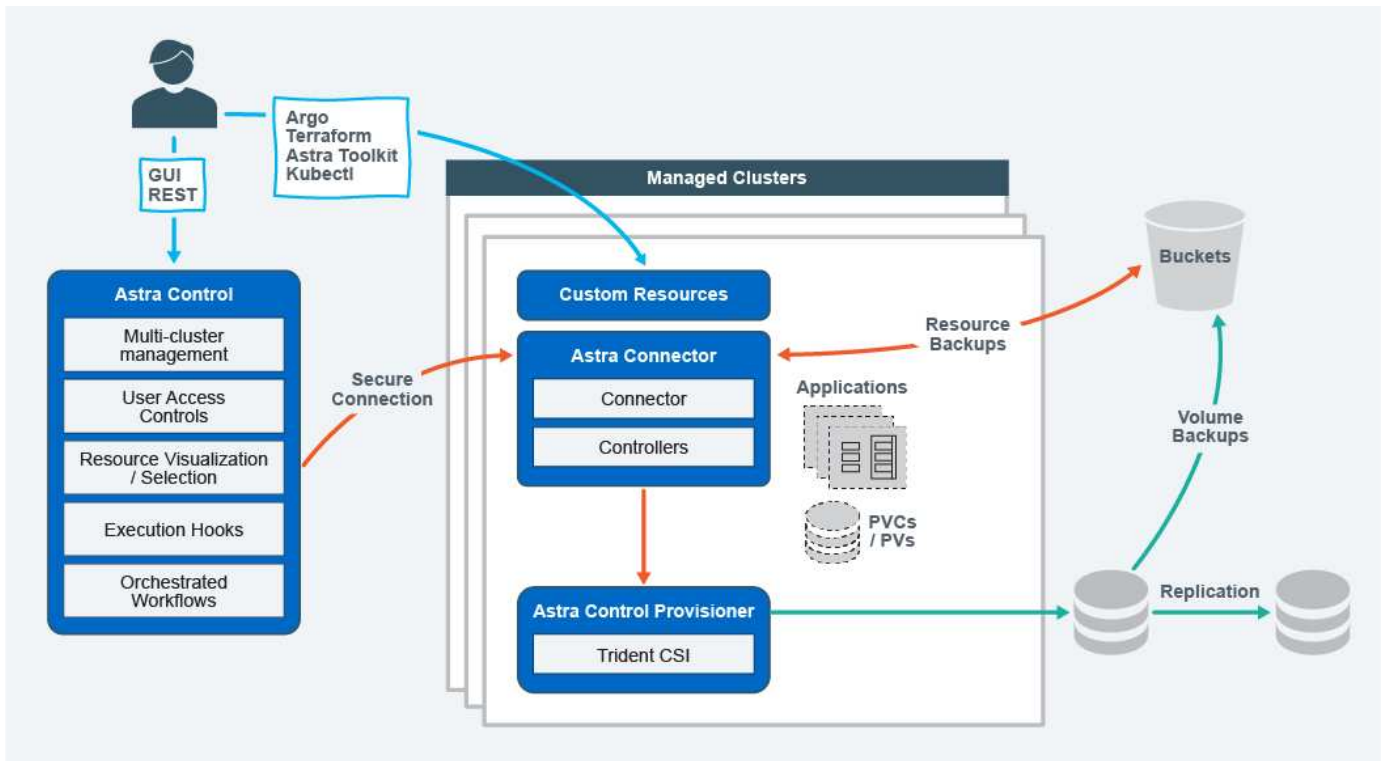 Argo
Terraform
Astra Toolkit
Kubectl
GUI
REST
Managed Clusters
Astra Control
Multi-cluster
management
User Access
Controls
Resource Visualization
/ Selection
Execution Hooks
Orchestrated
Workflows
Secure
Connection
Custom Resources
Astra Connector
Connector
Controllers
Astra Control Provisioner
Trident CSI
Applications
PVCs
/ PVs
Resource
Backups
Buckets
Volume
Backups
Replication